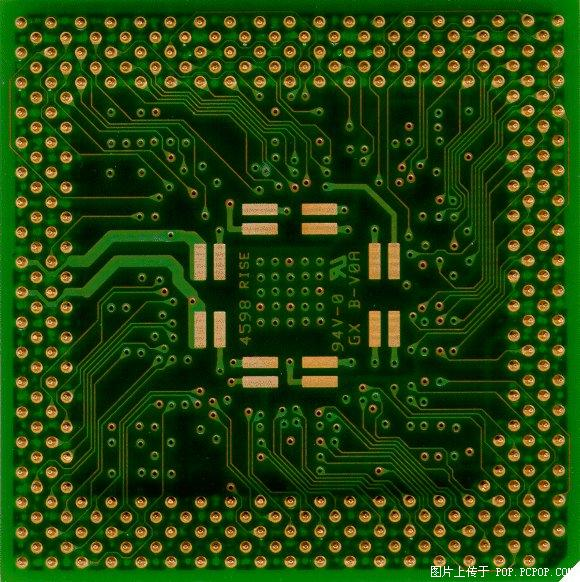 4598 RISE
94V-0
GX B-V0A
图片上传于 POP.PCPOP.COM